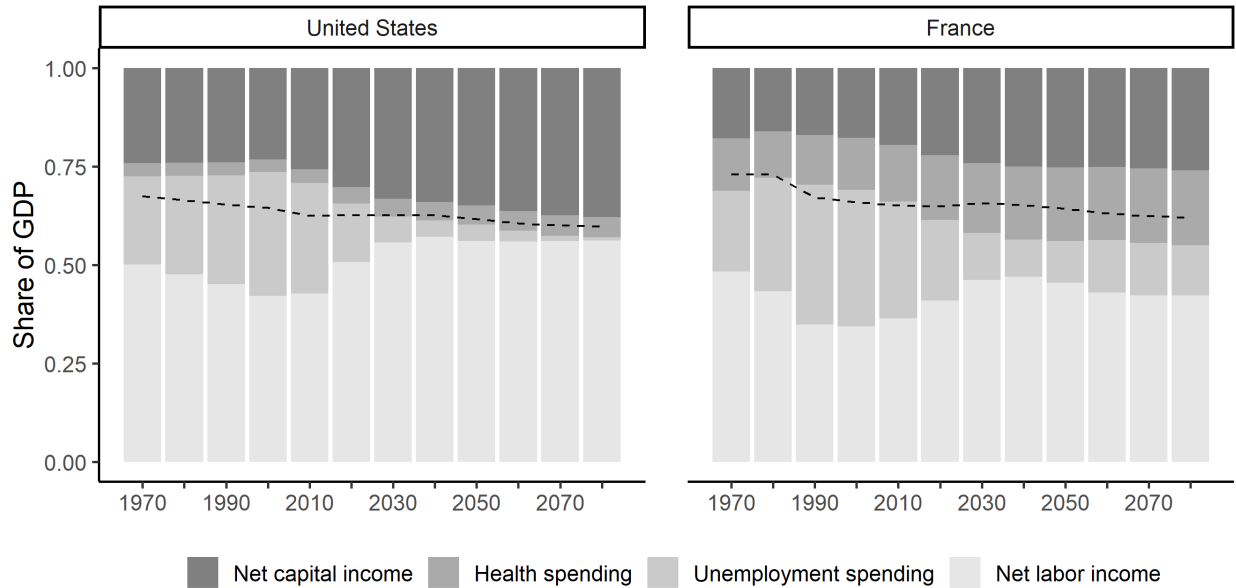 United States
France
Share of GDP
1.00
0.75
0.50
0.25
0.00
1970 1990 2010 2030 2050 2070
1970 1990 2010 2030 2050 2070
Net capital income Health spending Unemployment spending Net labor income